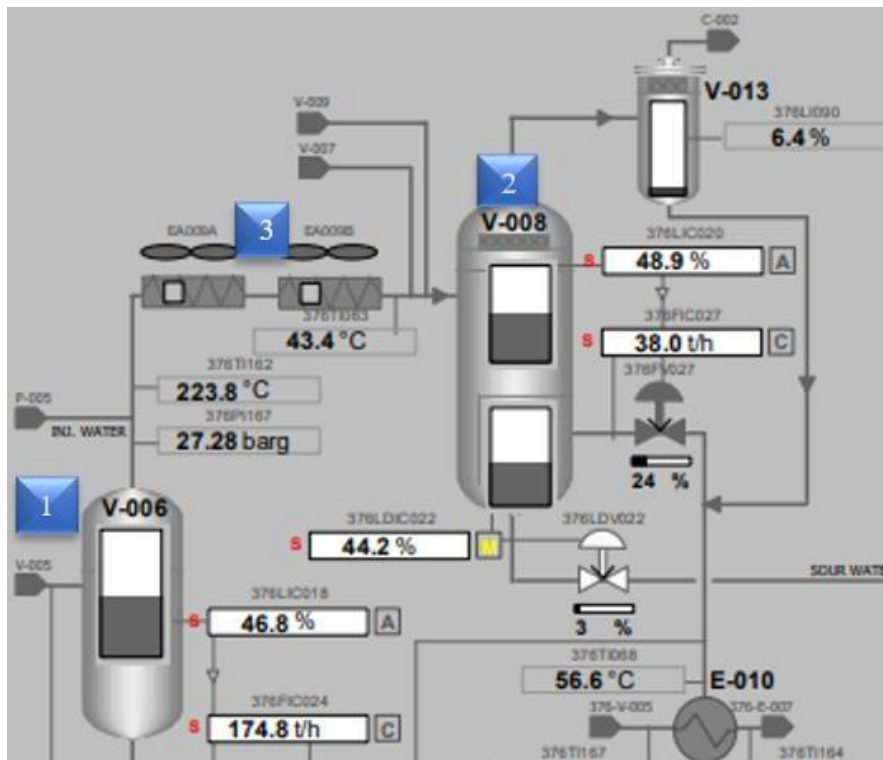 C-002
V-013
376LI090
6.4 %
V-009
V-007
2
V-008
EA009A
3
EA009B
376LIC020
S 48.9 % A
376TI063
43.4 °C
376FIC027
S 38.0 t/h C
376TI162
223.8 °C
376FV027
P-005
INJ. WATER
376PI167
27.28 barg
24 %
1
V-006
376LDIC022
S 44.2 % M
376LDV022
V-005
SOUR WATE
376LIC018
S 46.8 % A
3 %
376TI068
56.6 °C
E-010
376FIC024
S 174.8 t/h C
376-V-005
376-E-007
376TI167
376TI164